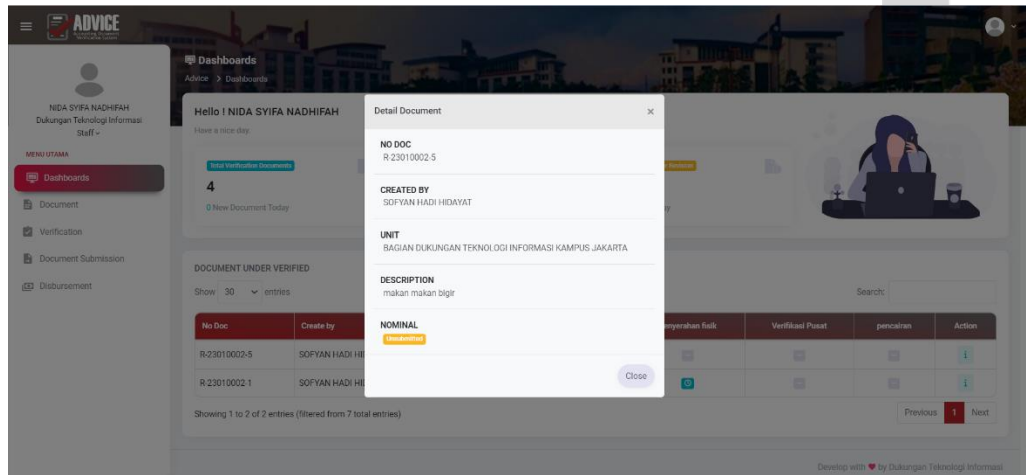 ADVICE
Dashboards
Advice > Dashboards
NIDA SYIFA NADHIFAH
Dukungan Teknologi Informasi
Staff
MENU UTAMA
Dashboards
Document
Verification
Document Submission
Disbursement
Hello ! NIDA SYIFA NADHIFAH
Have a nice day.
Total Verification Documents
4
0 New Document Today
Detail Document ×
NO DOC
R-23010002-5
CREATED BY
SOFYAN HADI HIDAYAT
UNIT
BAGIAN DUKUNGAN TEKNOLOGI INFORMASI KAMPUS JAKARTA
DESCRIPTION
makan makan bigir
NOMINAL
Unsubmitted
Close
DOCUMENT UNDER VERIFIED
Show 30 entries
Search:
No Doc Create by enyerahan fisik Verifikasi Pusat pencairan Action
R-23010002-5 SOFYAN HADI HI
R-23010002-1 SOFYAN HADI HI
Showing 1 to 2 of 2 entries (filtered from 7 total entries)
Previous 1 Next
Develop with ♥ by Dukungan Teknologi Informasi